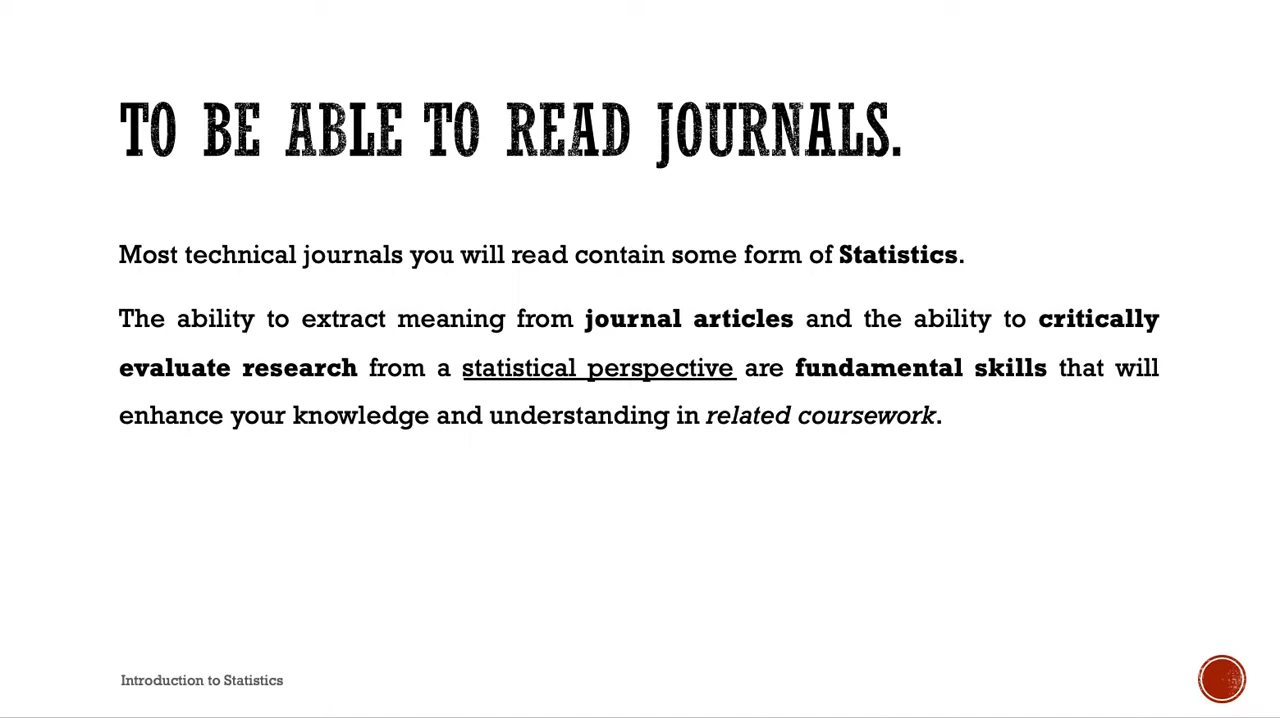 TO BE ABLE TO READ JOURNALS.
Most technical journals you will read contain some form of Statistics.
The ability to extract meaning from journal articles and the ability to critically
evaluate research from a statistical perspective are fundamental skills that will
enhance your knowledge and understanding in related coursework.
Introduction to Statistics